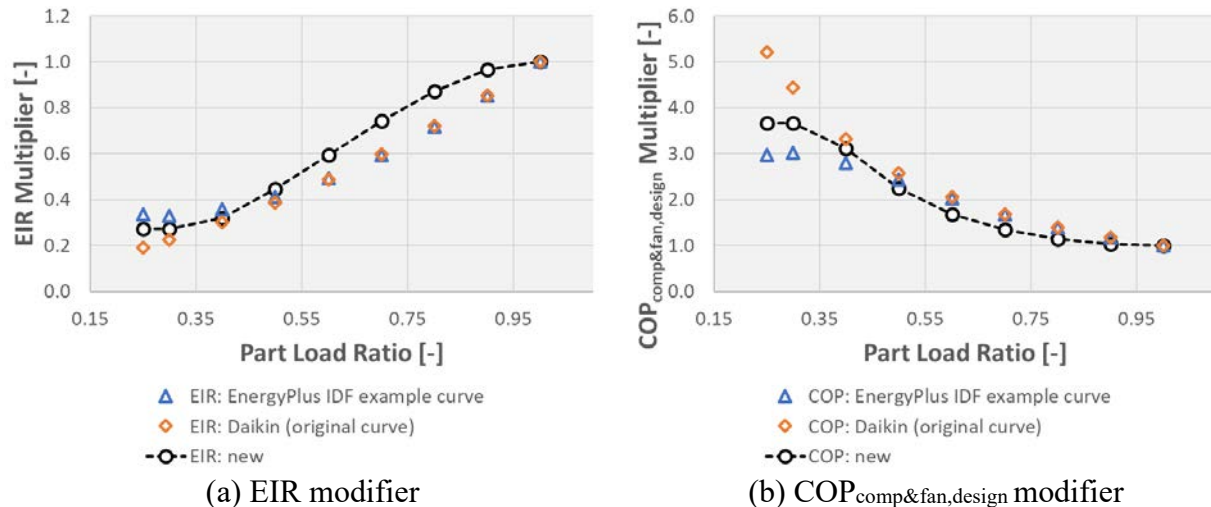 EIR Multiplier [-]
1.2
1.0
0.8
0.6
0.4
0.2
0.0
0.15 0.35 0.55 0.75 0.95
Part Load Ratio [-]
EIR: EnergyPlus IDF example curve
EIR: Daikin (original curve)
EIR: new
(a) EIR modifier
COPcomp&fan,design Multiplier [-]
6.0
5.0
4.0
3.0
2.0
1.0
0.0
0.15 0.35 0.55 0.75 0.95
Part Load Ratio [-]
COP: EnergyPlus IDF example curve
COP: Daikin (original curve)
COP: new
(b) COPcomp&fan,design modifier